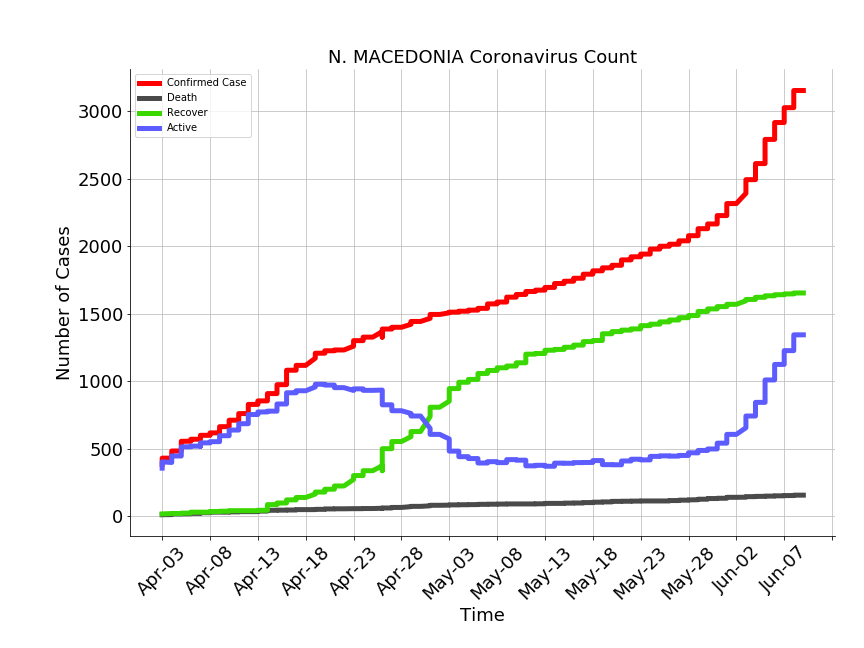 N. MACEDONIA Coronavirus Count
Confirmed Case
Death
Recover
Active
Number of Cases
3000
2500
2000
1500
1000
500
0
Apr-03
Apr-08
Apr-13
Apr-18
Apr-23
Apr-28
May-03
May-08
May-13
May-18
May-23
May-28
Jun-02
Jun-07
Time